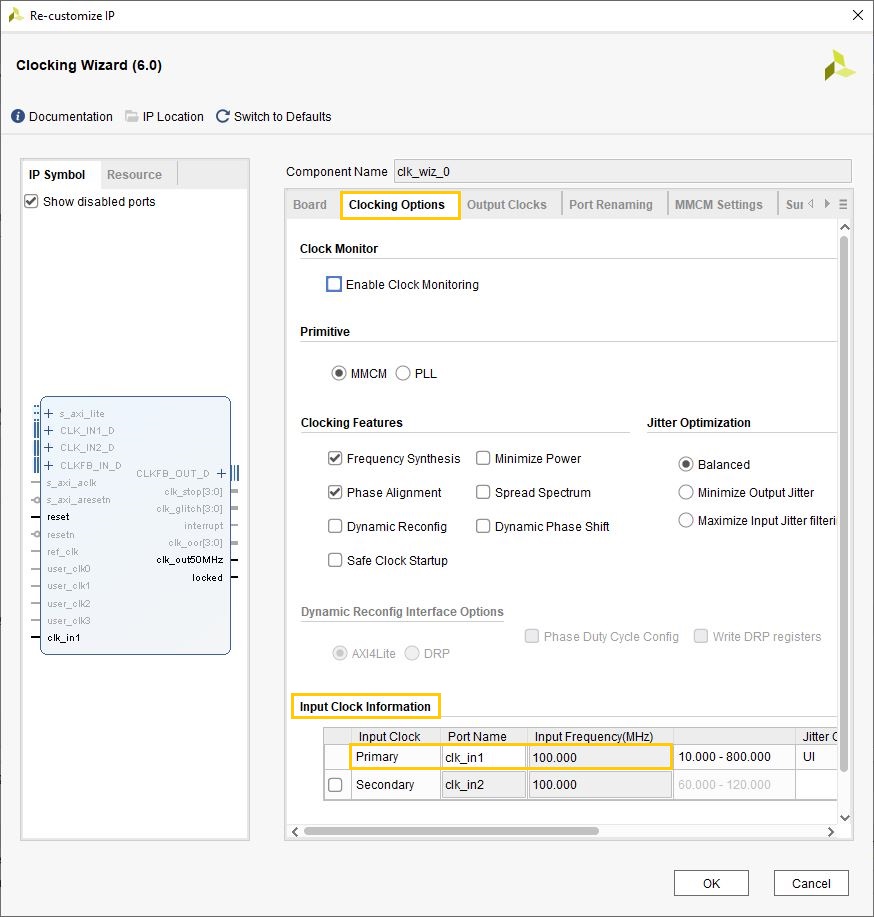 Re-customize IP
Clocking Wizard (6.0)
Documentation IP Location Switch to Defaults
IP Symbol Resource
Show disabled ports
s_axi_lite
CLK_IN1_D
CLK_IN2_D
CLKFB_IN_D
s_axi_aclk
s_axi_aresetn
reset
resetn
ref_clk
user_clk0
user_clk1
user_clk2
user_clk3
clk_in1
CLKFB_OUT_D
clk_stop[3:0]
clk_glitch[3:0]
interrupt
clk_oor[3:0]
clk_out50MHz
locked
Component Name clk_wiz_0
Board Clocking Options Output Clocks Port Renaming MMCM Settings Sur
Clock Monitor
Enable Clock Monitoring
Primitive
MMCM PLL
Clocking Features Jitter Optimization
Frequency Synthesis Minimize Power Balanced
Phase Alignment Spread Spectrum Minimize Output Jitter
Dynamic Reconfig Dynamic Phase Shift Maximize Input Jitter filterin
Safe Clock Startup
Dynamic Reconfig Interface Options
AXI4Lite DRP Phase Duty Cycle Config Write DRP registers
Input Clock Information
Input Clock Port Name Input Frequency(MHz) Jitter O
Primary clk_in1 100.000 10.000 - 800.000 UI
Secondary clk_in2 100.000 60.000 - 120.000
OK Cancel